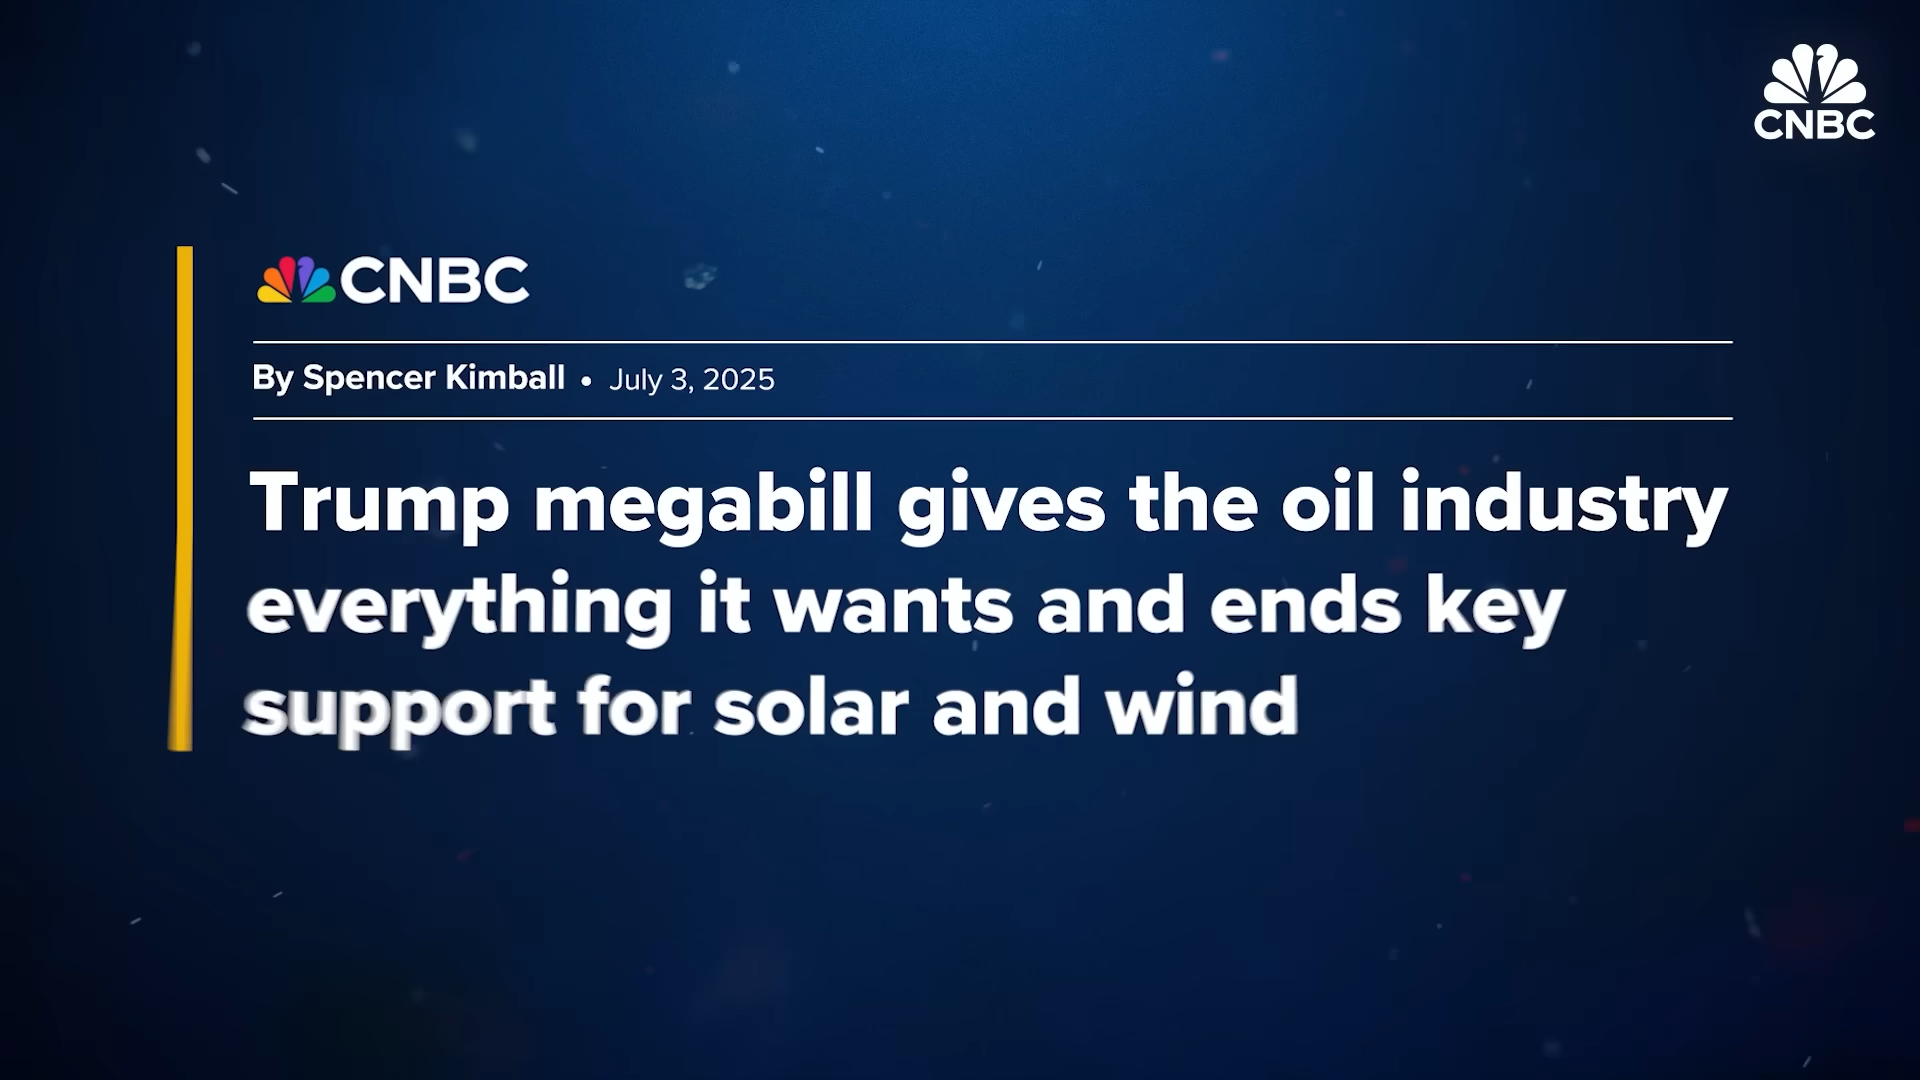 CNBC
CNBC
By Spencer Kimball • July 3, 2025
Trump megabill gives the oil industry
everything it wants and ends key
support for solar and wind